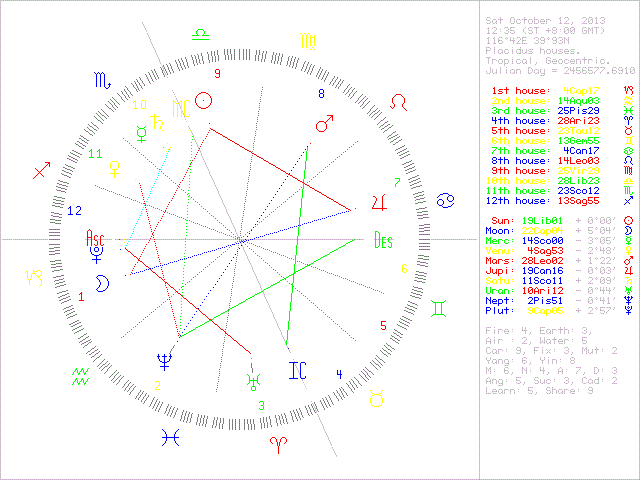 Sat October 12, 2013
12:35 (ST +8:00 GMT)
116°42E 39°93N
Placidus houses.
Tropical, Geocentric.
Julian Day = 2456577.6910
1st house: 4Cap17
2nd house: 14Aqu03
3rd house: 25Pis29
4th house: 28Ari23
5th house: 23Tau12
6th house: 13Gem55
7th house: 4Can17
8th house: 14Leo03
9th house: 25Vir29
10th house: 28Lib23
11th house: 23Sco12
12th house: 13Sag55
Sun: 19Lib01 + 0°00'
Moon: 22Cap04 + 5°04'
Merc: 14Sco00 - 3°05'
Venu: 4Sag53 - 2°48'
Mars: 28Leo02 + 1°22'
Jupi: 19Can16 - 0°03'
Satu: 11Sco11 + 2°09'
Uran: 10Ari12 - 0°44'
Nept: 2Pis51 - 0°41'
Plut: 9Cap05 + 2°57'
Fire: 4, Earth: 3,
Air : 2, Water: 5
Car: 9, Fix: 3, Mut: 2
Yang: 6, Yin: 8
M: 6, N: 4, A: 7, D: 3
Ang: 5, Suc: 3, Cad: 2
Learn: 5, Share: 9
9
8
10
MC
11
7
12
Asc
Des
6
1
5
IC
4
2
3